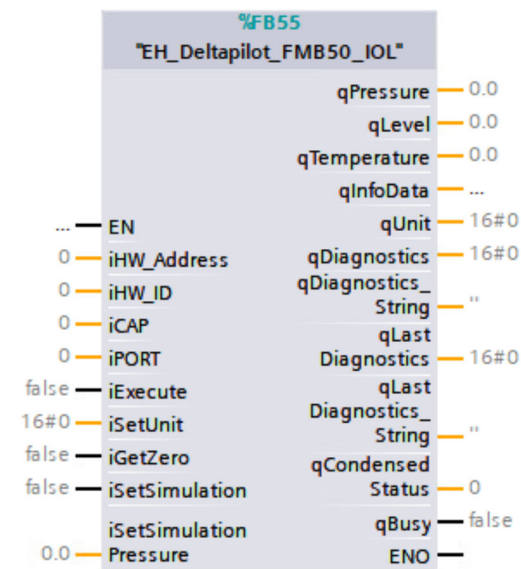 %FB55
"EH_Deltapilot_FMB50_IOL"
qPressure 0.0
qLevel 0.0
qTemperature 0.0
qInfoData ...
... EN qUnit 16#0
0 iHW_Address qDiagnostics 16#0
0 iHW_ID qDiagnostics_
String ''
0 iCAP qLast
0 iPORT Diagnostics 16#0
false iExecute qLast
Diagnostics_
16#0 iSetUnit String ''
false iGetZero qCondensed
false iSetSimulation Status 0
iSetSimulation qBusy false
0.0 Pressure ENO